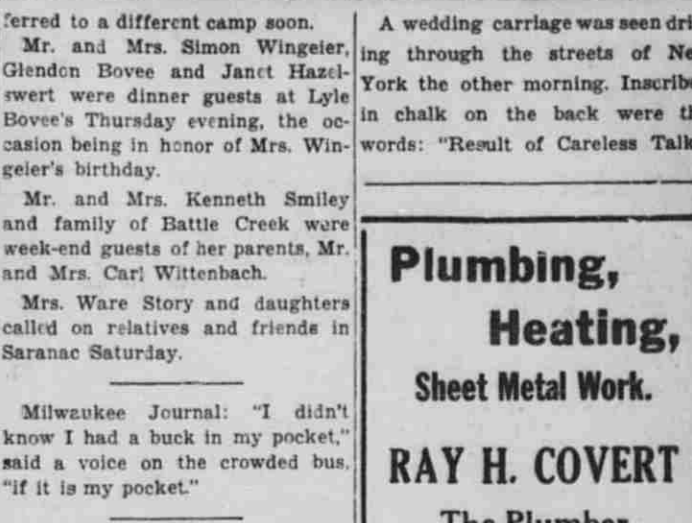 ferred to a different camp soon.
Mr. and Mrs. Simon Wingeier,
Glendon Bovee and Janet Hazel-
swert were dinner guests at Lyle
Bovee's Thursday evening, the oc-
casion being in honor of Mrs. Win-
geier's birthday.
Mr. and Mrs. Kenneth Smiley
and family of Battle Creek were
week-end guests of her parents, Mr.
and Mrs. Carl Wittenbach.
Mrs. Ware Story and daughters
called on relatives and friends in
Saranac Saturday.
Milwaukee Journal: "I didn't
know I had a buck in my pocket,"
said a voice on the crowded bus,
"if it is my pocket."
A wedding carriage was seen dri
ing through the streets of Ne
York the other morning. Inscrib
in chalk on the back were th
words: "Result of Careless Talk
Plumbing,
Heating,
Sheet Metal Work.
RAY H. COVERT
The Plumber